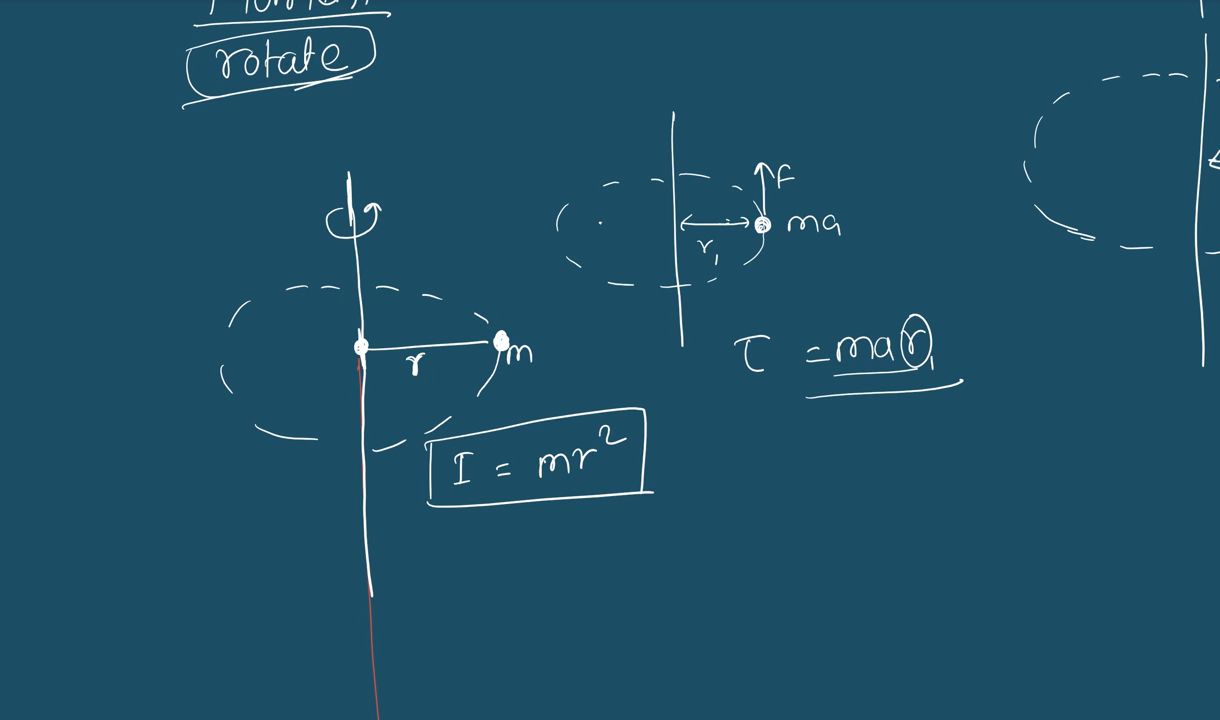 rotate
F
ma
r₁
m
r
τ = mar₁
I = mr²